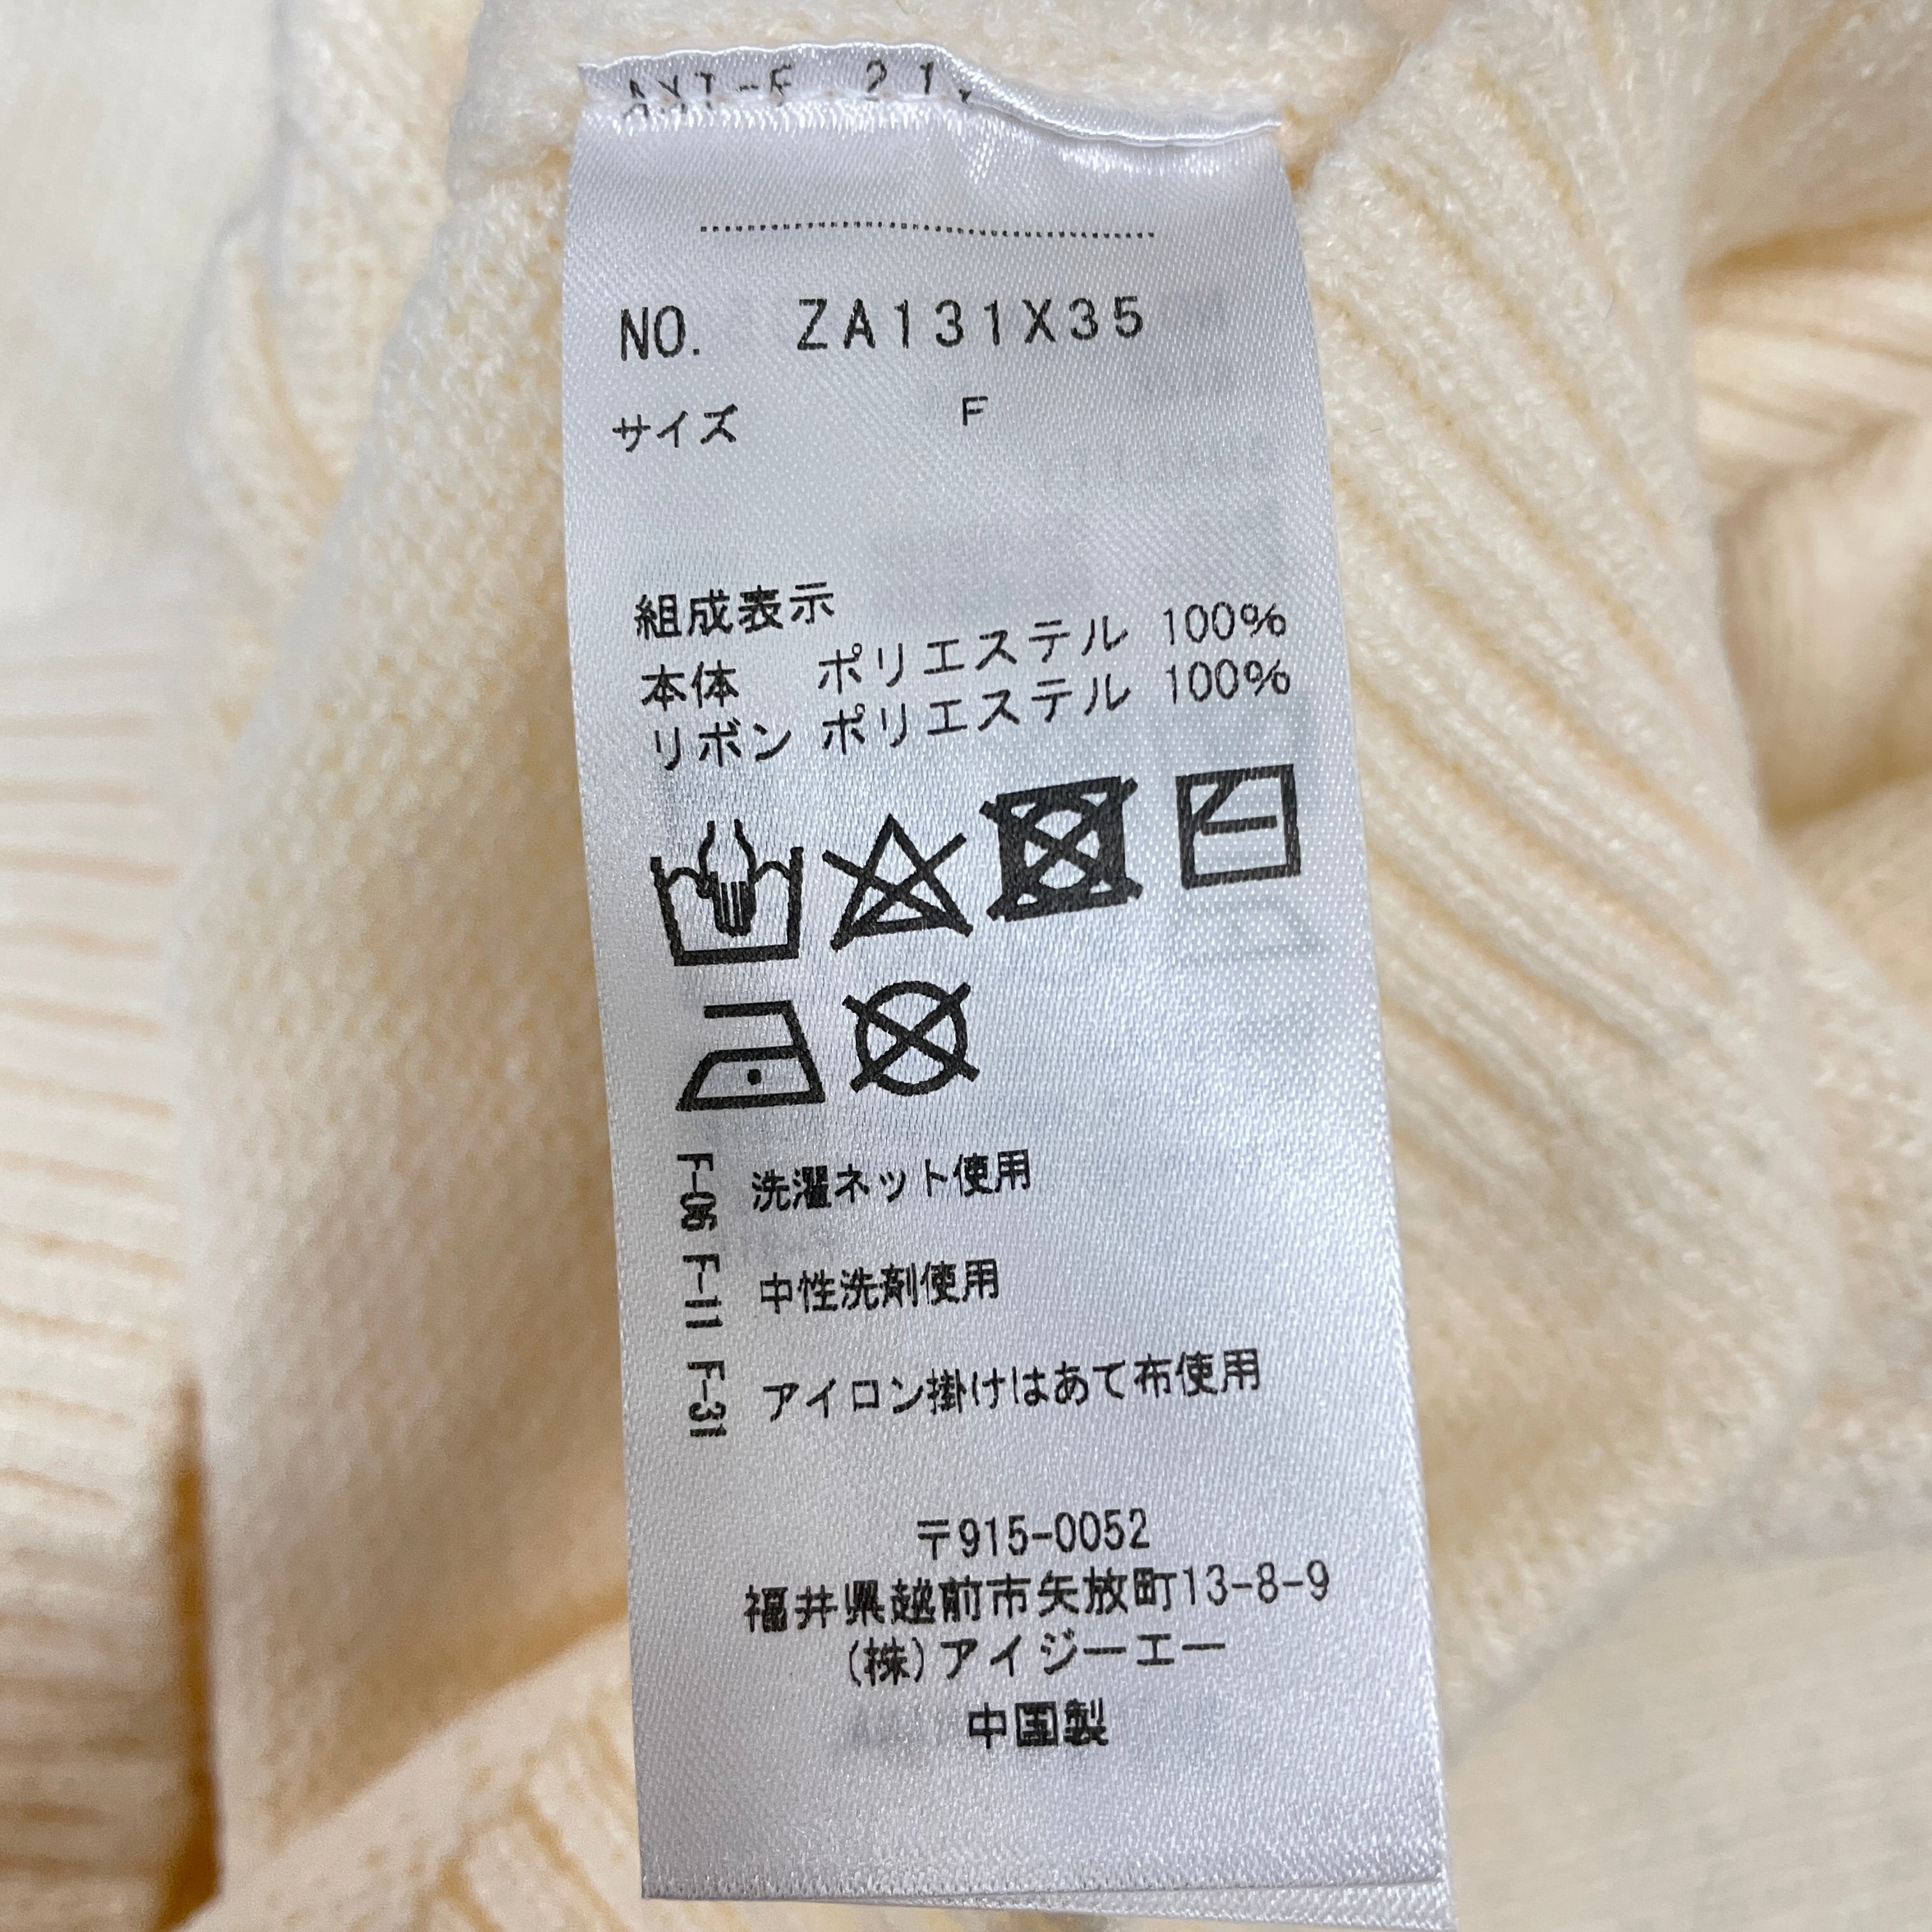 NO. ZA131X35
サイズ F
組成表示
本体 ポリエステル 100%
リボン ポリエステル 100%
F-06 洗濯ネット使用
F-11 中性洗剤使用
F-31 アイロン掛けはあて布使用
〒915-0052
福井県越前市矢放町13-8-9
(株)アイジーエー
中国製